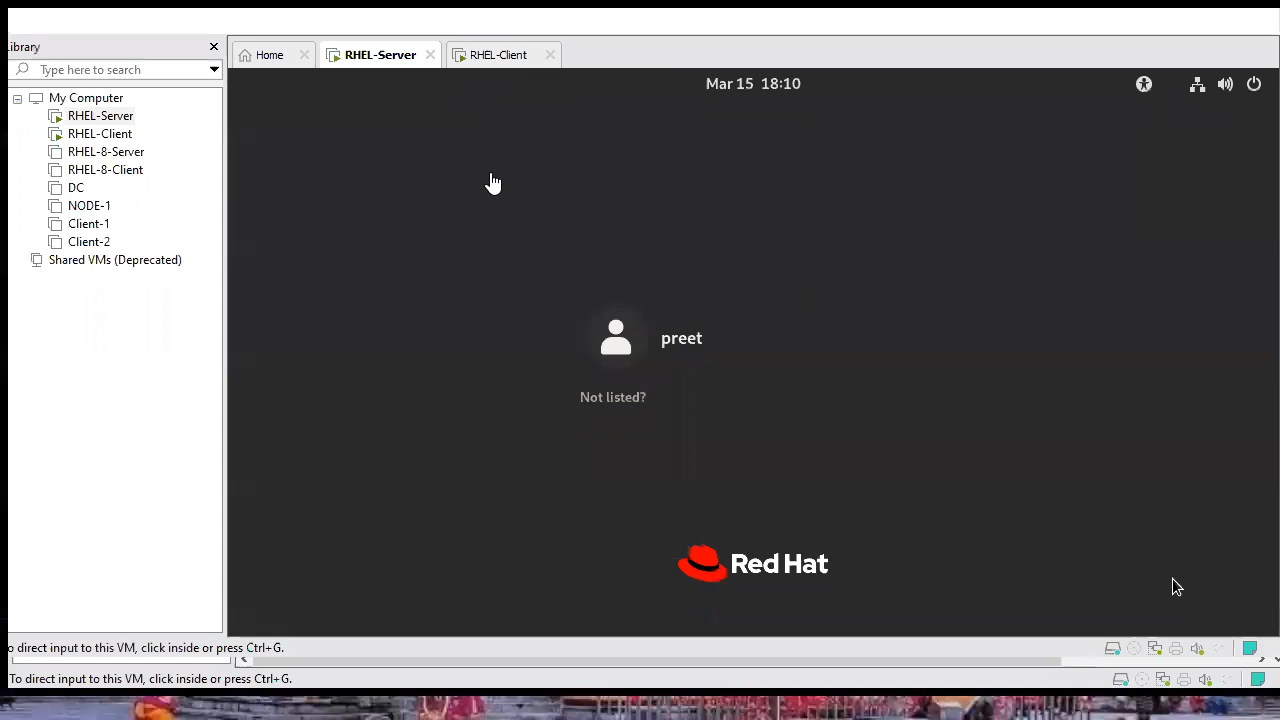 Library
Type here to search
My Computer
RHEL-Server
RHEL-Client
RHEL-8-Server
RHEL-8-Client
DC
NODE-1
Client-1
Client-2
Shared VMs (Deprecated)
Home
RHEL-Server
RHEL-Client
Mar 15 18:10
preet
Not listed?
Red Hat
o direct input to this VM, click inside or press Ctrl+G.
To direct input to this VM, click inside or press Ctrl+G.